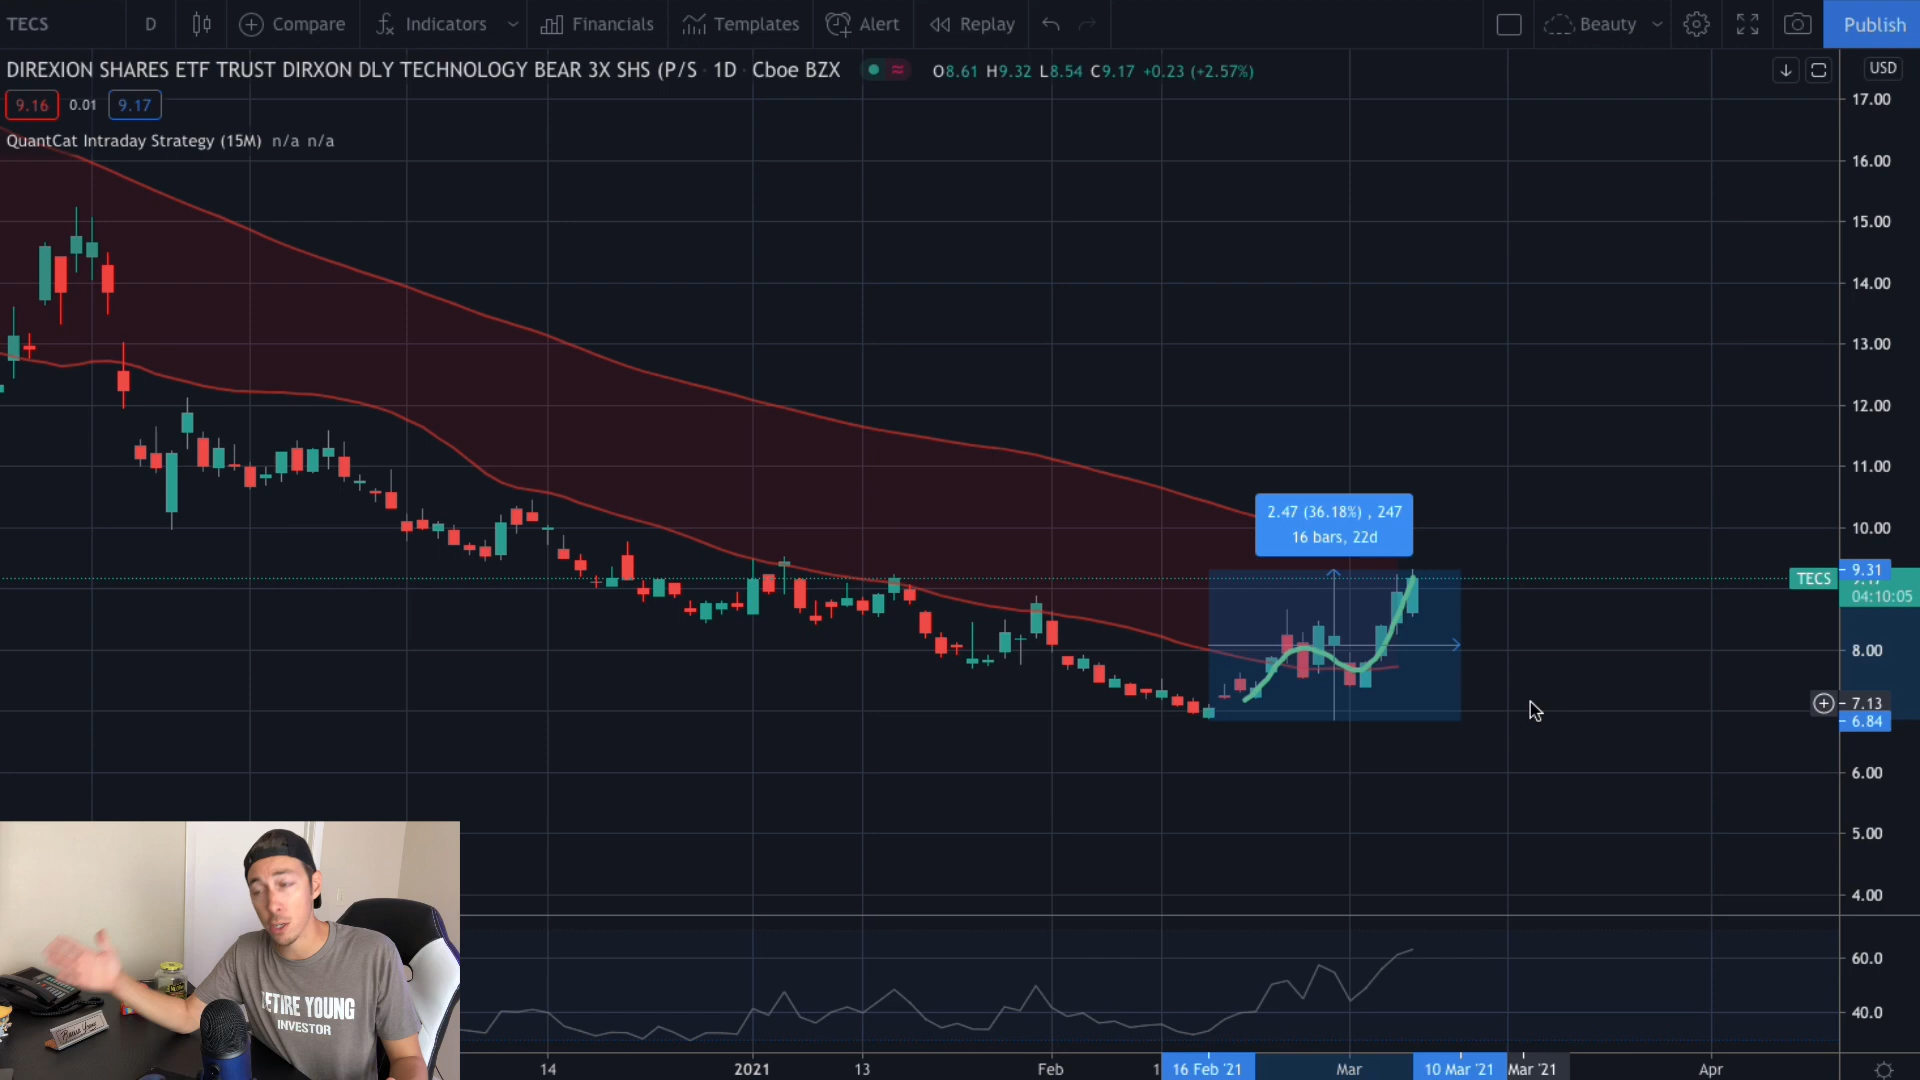 TECS D Compare Indicators Financials Templates Alert Replay Beauty Publish
DIREXION SHARES ETF TRUST DIRXON DLY TECHNOLOGY BEAR 3X SHS (P/S · 1D · Cboe BZX O8.61 H9.32 L8.54 C9.17 +0.23 (+2.57%) USD
9.16 0.01 9.17
QuantCat Intraday Strategy (15M) n/a n/a
17.00
16.00
15.00
14.00
13.00
12.00
11.00
10.00
2.47 (36.18%) , 247
16 bars, 22d
9.31
TECS
04:10:05
8.00
7.13
6.84
6.00
5.00
4.00
60.0
40.0
RETIRE YOUNG
INVESTOR
14 2021 13 Feb 1 16 Feb '21 Mar 10 Mar '21 Mar '21 Apr